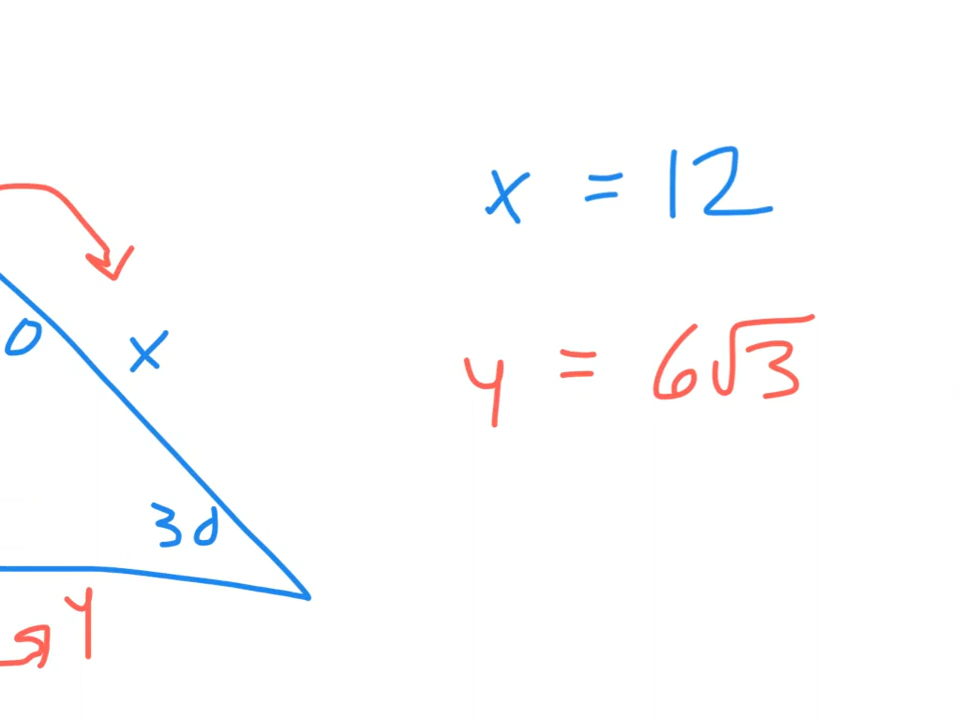 x = 12
y = 6√3
0
x
30
y